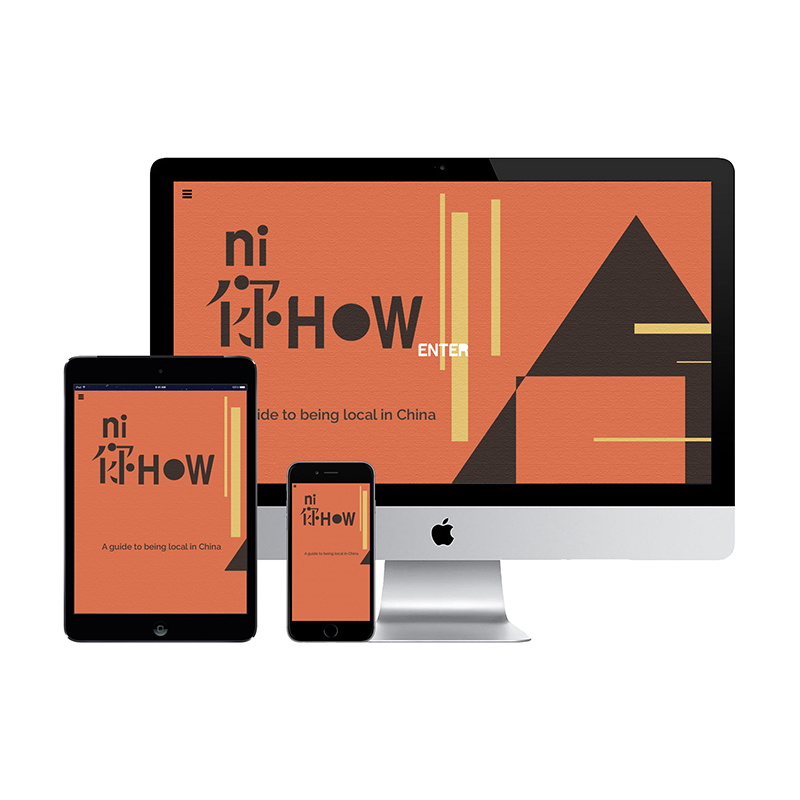 ni
你HOW
ENTER
ide to being local in China
ni
你HOW
A guide to being local in China
ni
你HOW
A guide to being local in China